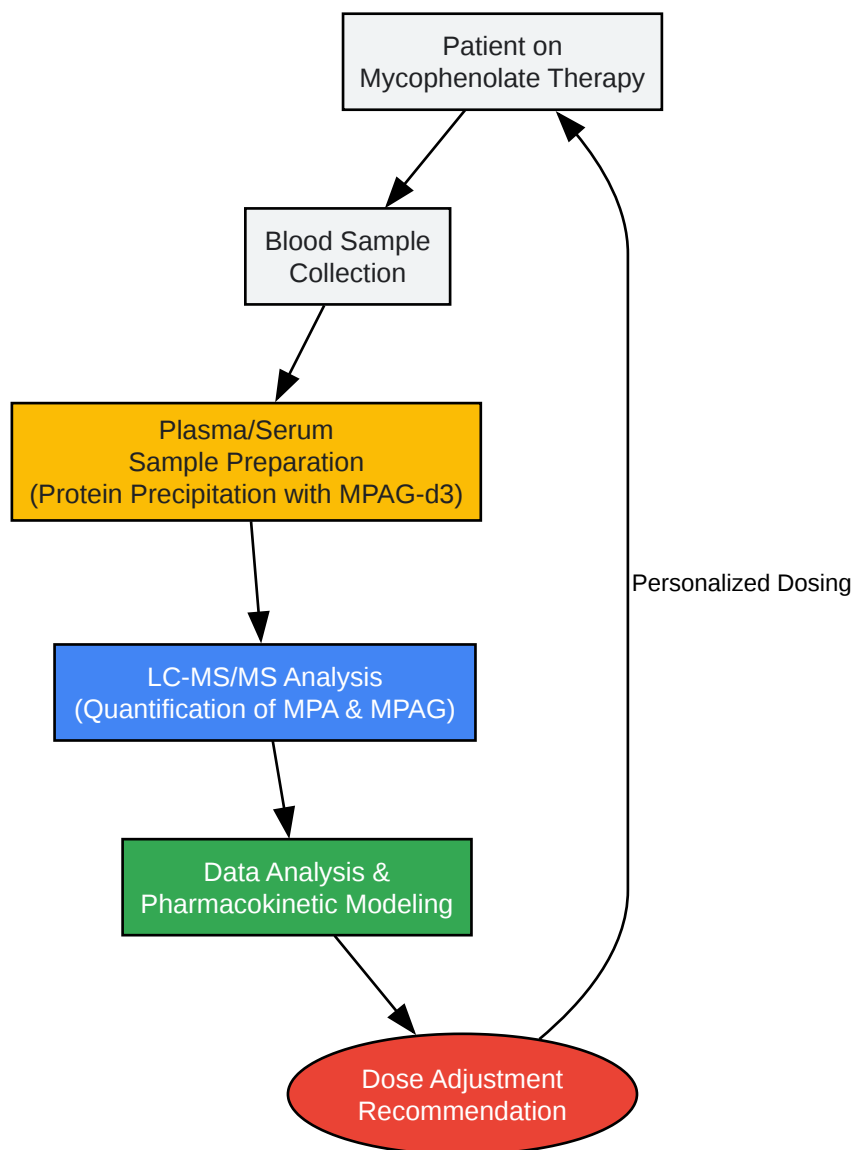 Patient on
Mycophenolate Therapy
Blood Sample
Collection
Plasma/Serum
Sample Preparation
(Protein Precipitation with MPAG-d3)
Personalized Dosing
LC-MS/MS Analysis
(Quantification of MPA & MPAG)
Data Analysis &
Pharmacokinetic Modeling
Dose Adjustment
Recommendation